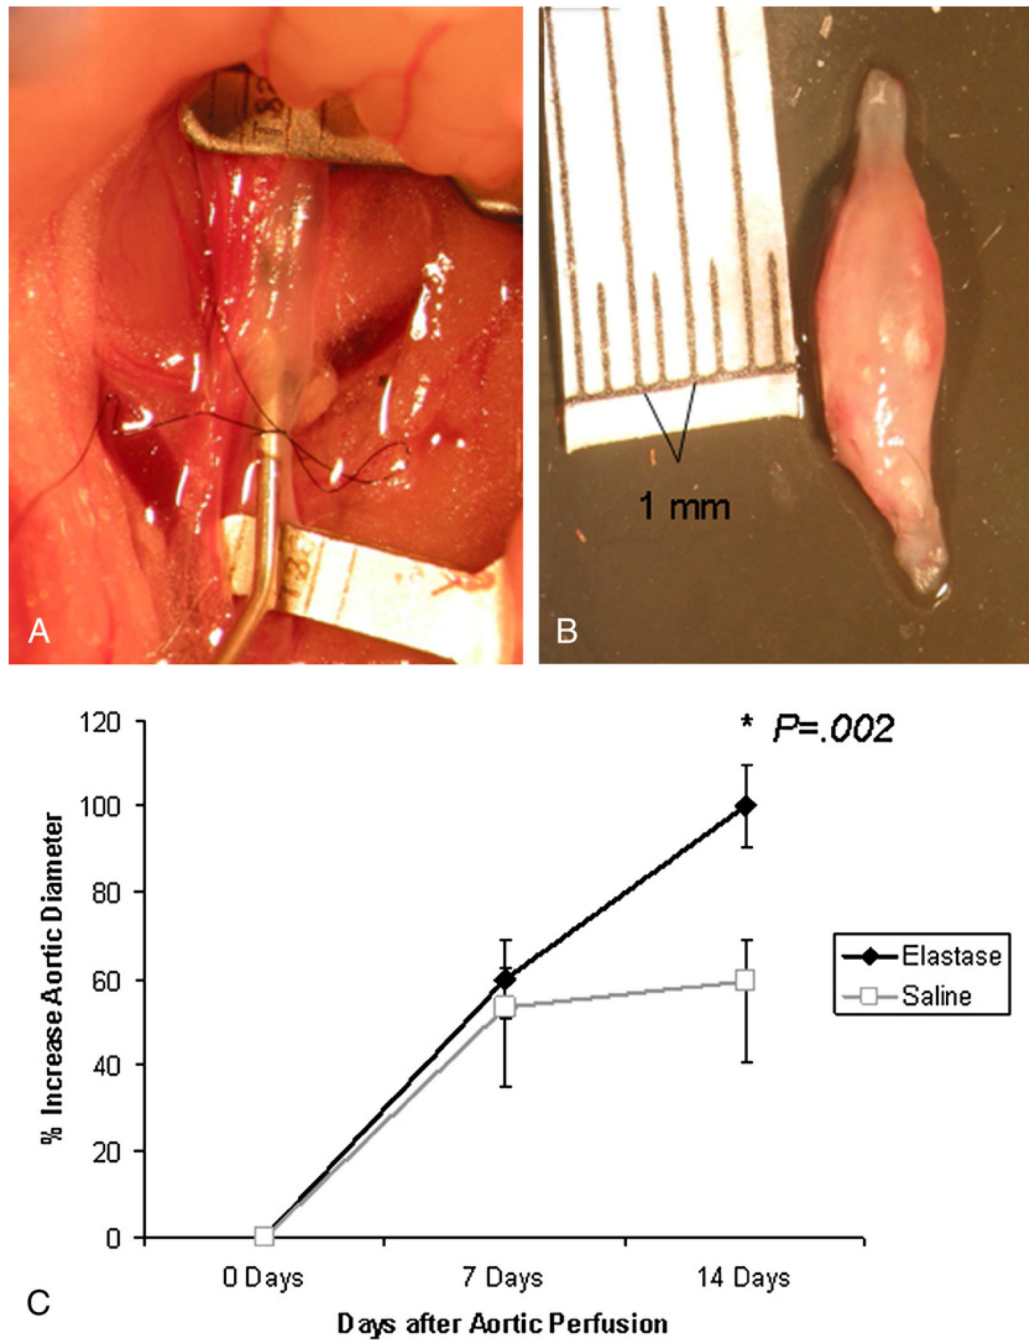 A
B
1 mm
120
* P=.002
100
80
60
40
20
0
% Increase Aortic Diameter
Elastase
Saline
0 Days
7 Days
14 Days
Days after Aortic Perfusion
C